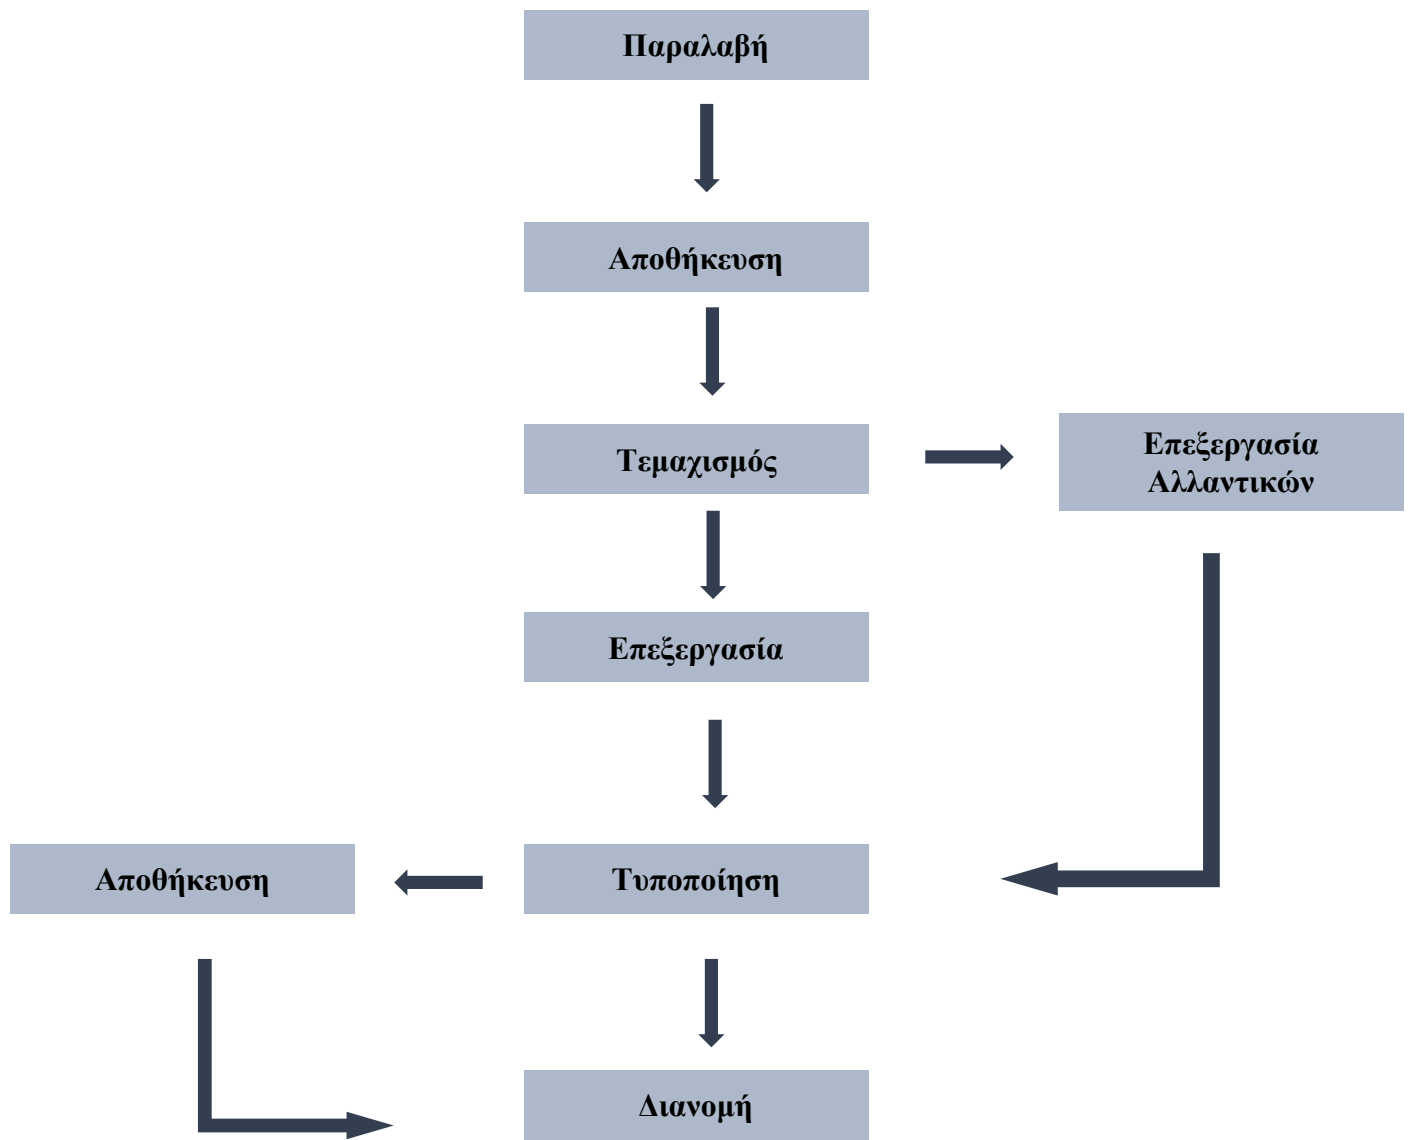 Παραλαβή
Αποθήκευση
Τεμαχισμός
Επεξεργασία
Αλλαντικών
Επεξεργασία
Αποθήκευση
Τυποποίηση
Διανομή